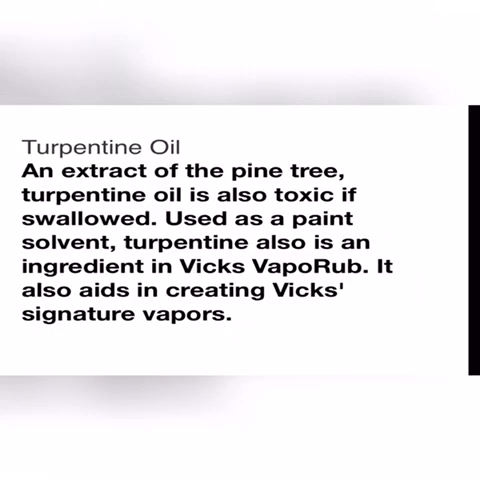 Turpentine Oil
An extract of the pine tree,
turpentine oil is also toxic if
swallowed. Used as a paint
solvent, turpentine also is an
ingredient in Vicks VapoRub. It
also aids in creating Vicks'
signature vapors.